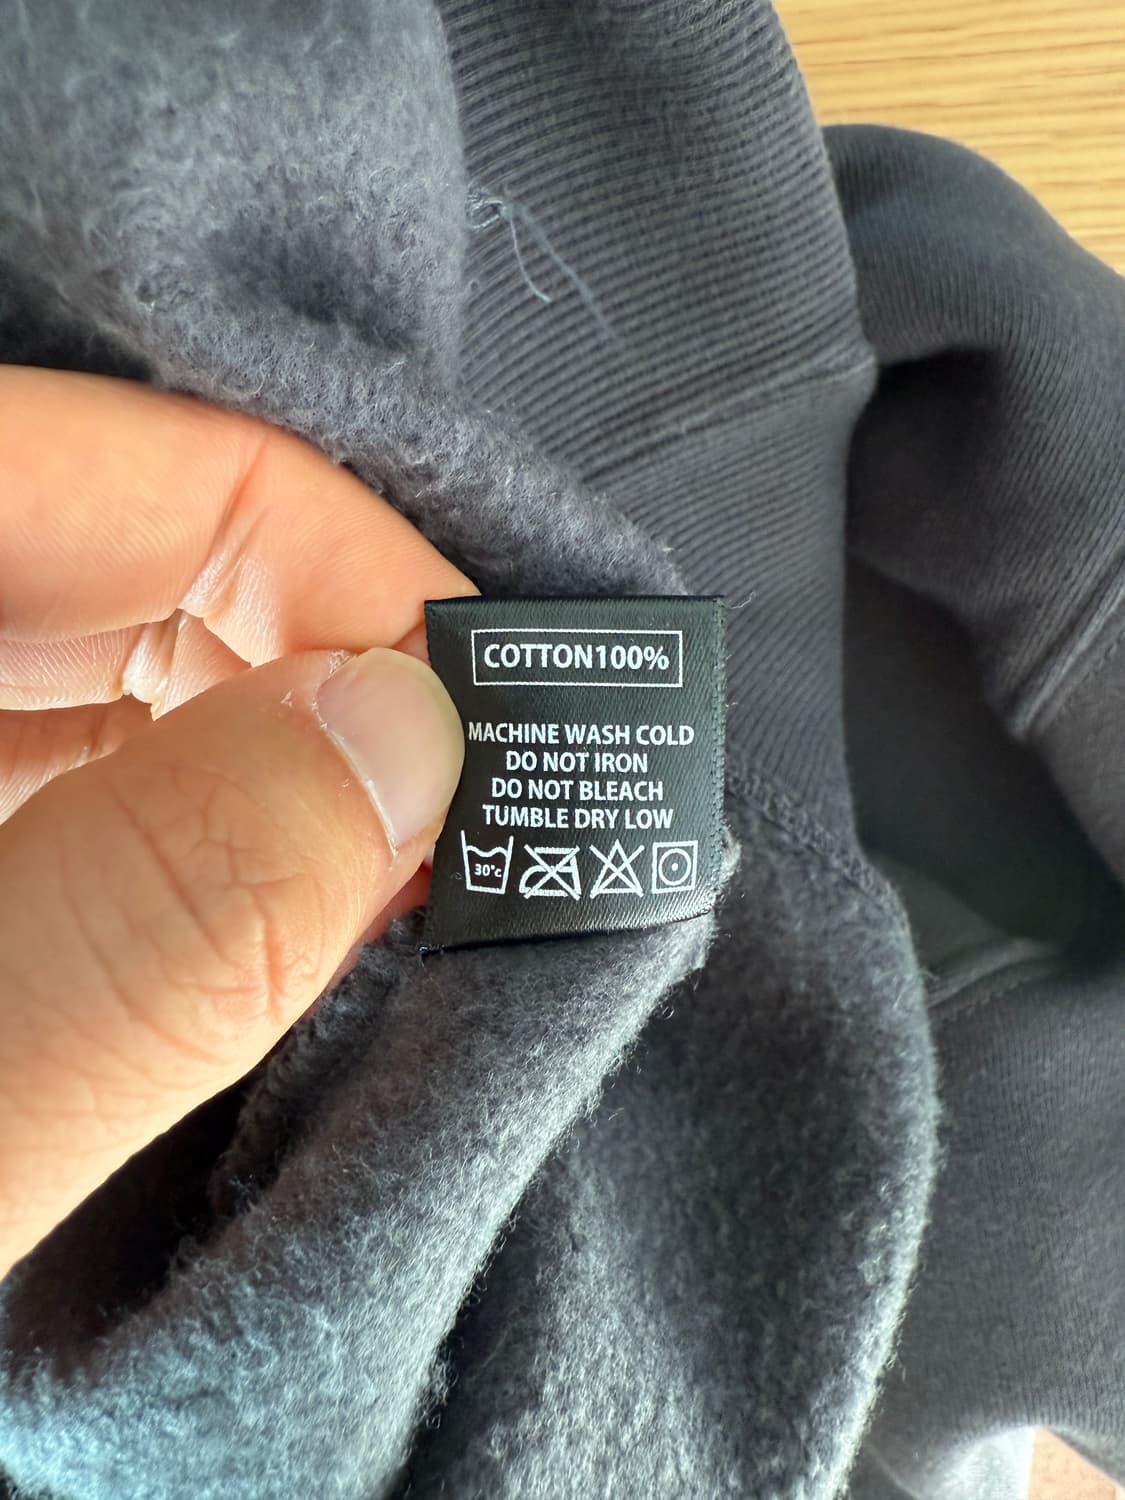 COTTON100%
MACHINE WASH COLD
DO NOT IRON
DO NOT BLEACH
TUMBLE DRY LOW
30°c